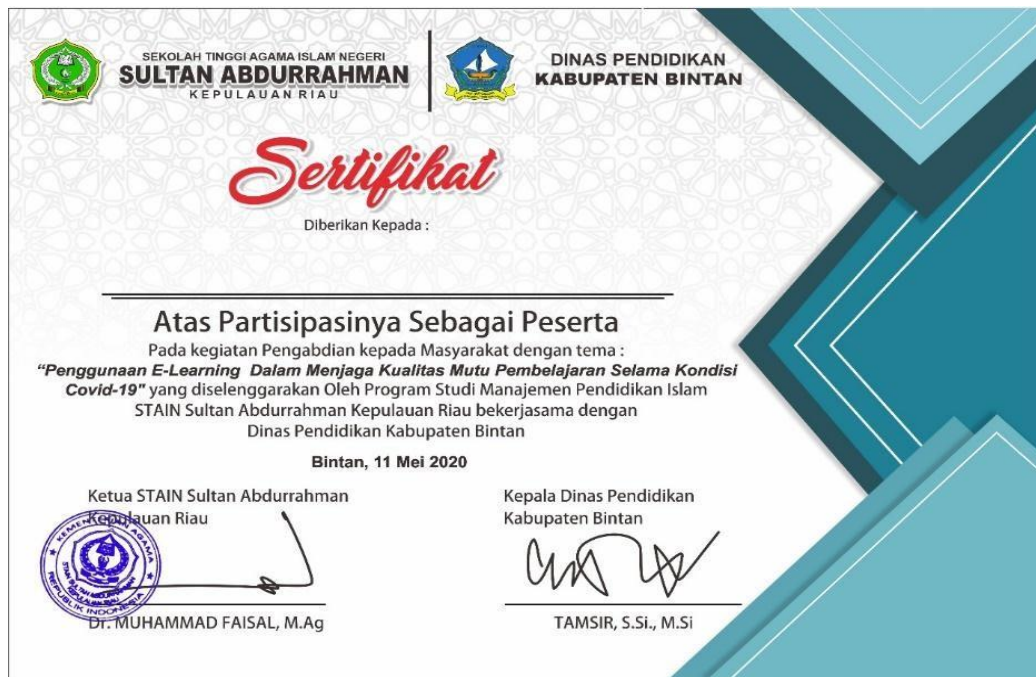 SEKOLAH TINGGI AGAMA ISLAM NEGERI
SULTAN ABDURRAHMAN
KEPULAUAN RIAU
DINAS PENDIDIKAN
KABUPATEN BINTAN
Sertifikat
Diberikan Kepada :
Atas Partisipasinya Sebagai Peserta
Pada kegiatan Pengabdian kepada Masyarakat dengan tema :
"Penggunaan E-Learning Dalam Menjaga Kualitas Mutu Pembelajaran Selama Kondisi
Covid-19" yang diselenggarakan Oleh Program Studi Manajemen Pendidikan Islam
STAIN Sultan Abdurrahman Kepulauan Riau bekerjasama dengan
Dinas Pendidikan Kabupaten Bintan
Bintan, 11 Mei 2020
Ketua STAIN Sultan Abdurrahman
Kepulauan Riau
KEMENTERIAN AGAMA
REPUBLIK INDONESIA
Dr. MUHAMMAD FAISAL, M.Ag
Kepala Dinas Pendidikan
Kabupaten Bintan
TAMSIR, S.Si., M.Si